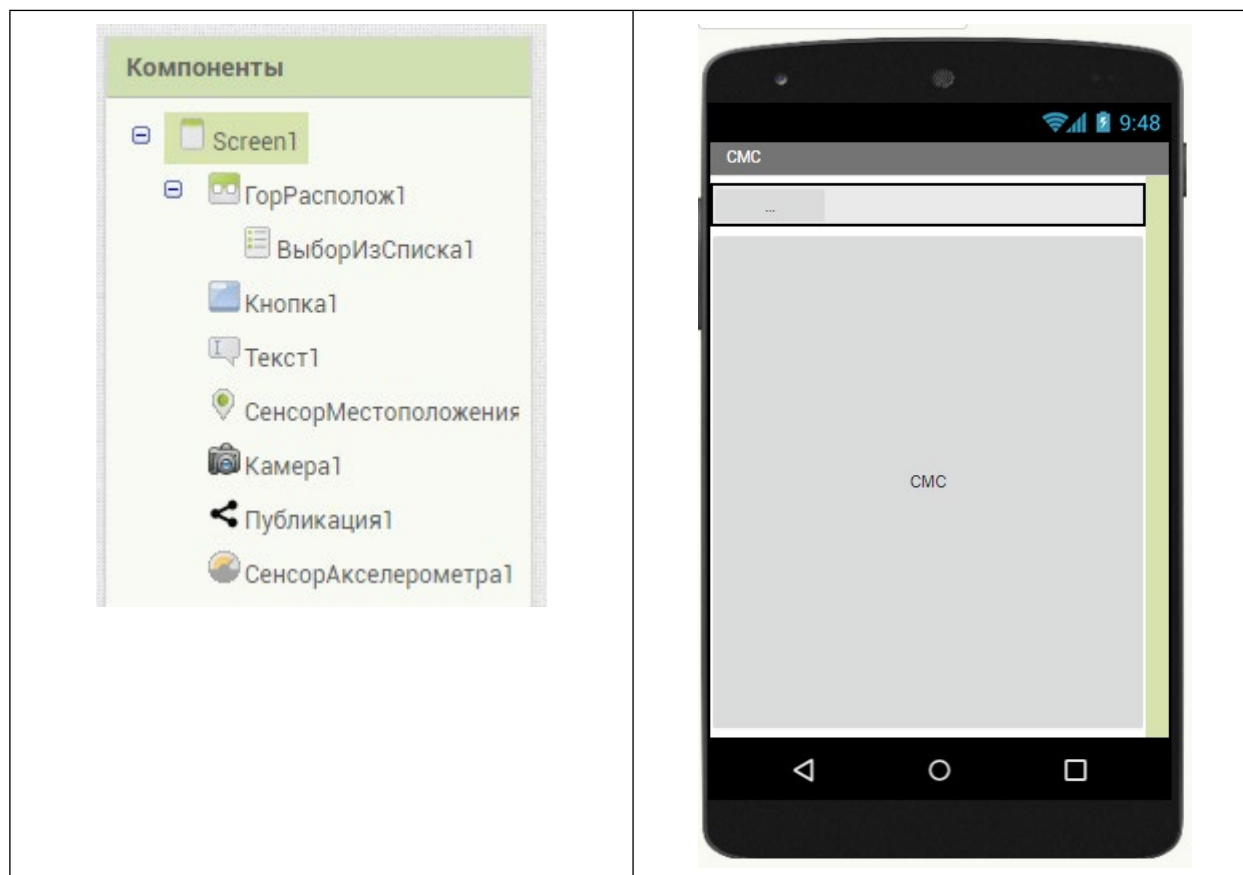 Компоненты
Screen1
ГорРасполож1
ВыборИзСписка1
Кнопка1
Текст1
СенсорМестоположения
Камера1
Публикация1
СенсорАкселерометра1
9:48
СМС
...
СМС